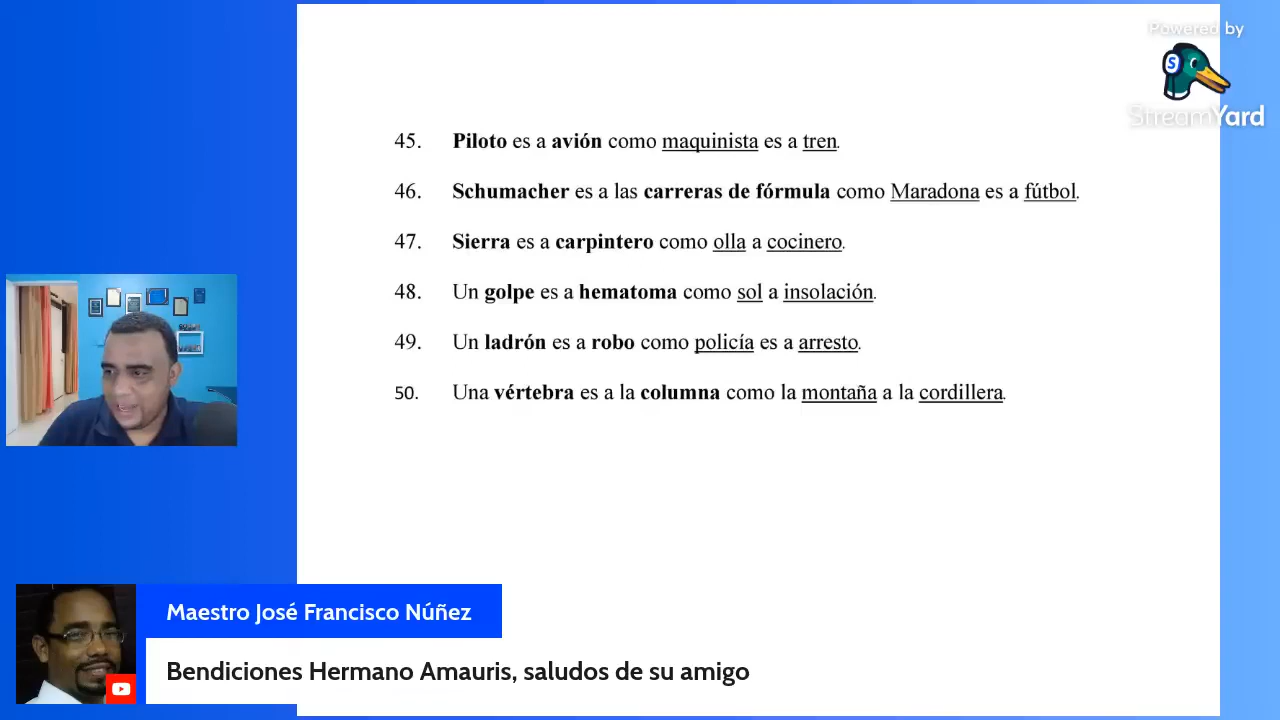 Powered by
StreamYard
45. Piloto es a avión como maquinista es a tren.
46. Schumacher es a las carreras de fórmula como Maradona es a fútbol.
47. Sierra es a carpintero como olla a cocinero.
48. Un golpe es a hematoma como sol a insolación.
49. Un ladrón es a robo como policía es a arresto.
50. Una vértebra es a la columna como la montaña a la cordillera.
Maestro José Francisco Núñez
Bendiciones Hermano Amauris, saludos de su amigo